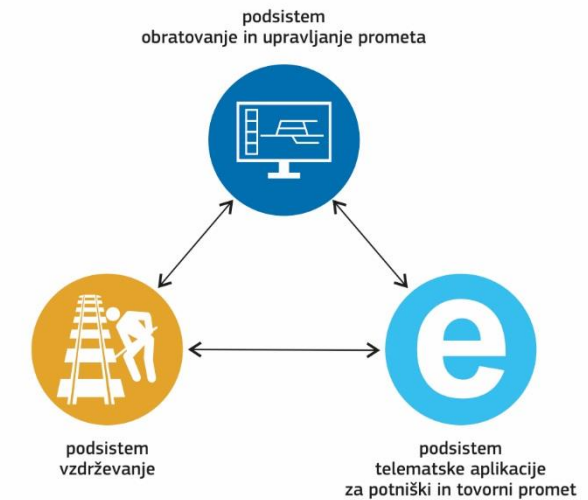 podsistem
obratovanje in upravljanje prometa
e
podsistem
vzdrževanje
podsistem
telematske aplikacije
za potniški in tovorni promet